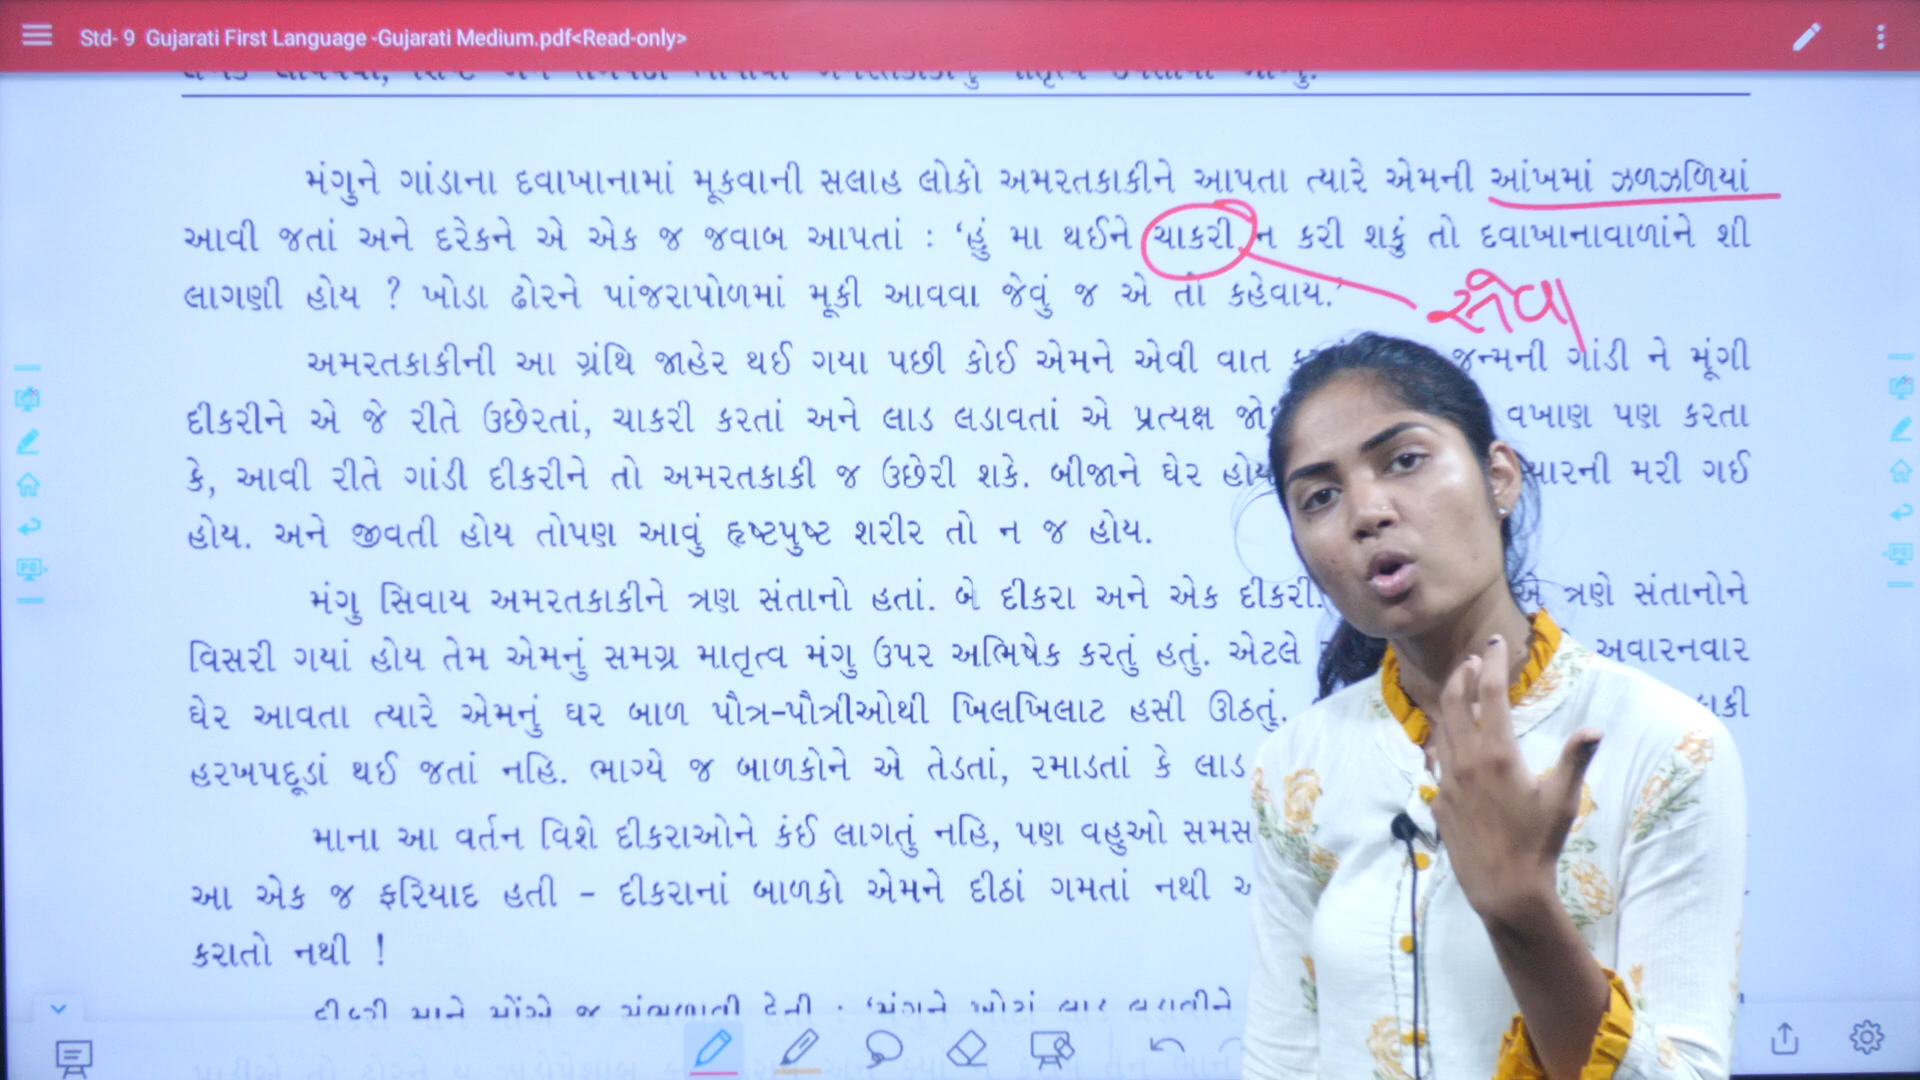 Std- 9 Gujarati First Language -Gujarati Medium.pdf<Read-only>
મંગુને ગાંડાના દવાખાનામાં મૂકવાની સલાહ લોકો અમરતકાકીને આપતા ત્યારે એમની આંખમાં ઝળઝળિયાં
આવી જતાં અને દરેકને એ એક જ જવાબ આપતાં : ‘હું મા થઈને ચાકરી ન કરી શકું તો દવાખાનાવાળાંને શી
લાગણી હોય ? ખોડા ઢોરને પાંજરાપોળમાં મૂકી આવવા જેવું જ એ તો કહેવાય.’
સેવા
અમરતકાકીની આ ગ્રંથિ જાહેર થઈ ગયા પછી કોઈ એમને એવી વાત જન્મની ગાંડી ને મૂંગી
દીકરીને એ જે રીતે ઉછેરતાં, ચાકરી કરતાં અને લાડ લડાવતાં એ પ્રત્યક્ષ વખાણ પણ કરતા
કે, આવી રીતે ગાંડી દીકરીને તો અમરતકાકી જ ઉછેરી શકે. બીજાને ઘેર હોય મરી ગઈ
હોય. અને જીવતી હોય તોપણ આવું હૃષ્ટપુષ્ટ શરીર તો ન જ હોય.
મંગુ સિવાય અમરતકાકીને ત્રણ સંતાનો હતાં. બે દીકરા અને એક દીકરી. એ ત્રણે સંતાનોને
વિસરી ગયાં હોય તેમ એમનું સમગ્ર માતૃત્વ મંગુ ઉપર અભિષેક કરતું હતું. એટલે અવારનવાર
ઘેર આવતા ત્યારે એમનું ઘર બાળ પૌત્ર-પૌત્રીઓથી ખિલખિલાટ હસી ઊઠતું.
હરખપદૂડાં થઈ જતાં નહિ. ભાગ્યે જ બાળકોને એ તેડતાં, રમાડતાં કે લાડ
માના આ વર્તન વિશે દીકરાઓને કંઈ લાગતું નહિ, પણ વહુઓ
આ એક જ ફરિયાદ હતી – દીકરાનાં બાળકો એમને દીઠાં ગમતાં નથી
કરાતો નથી !